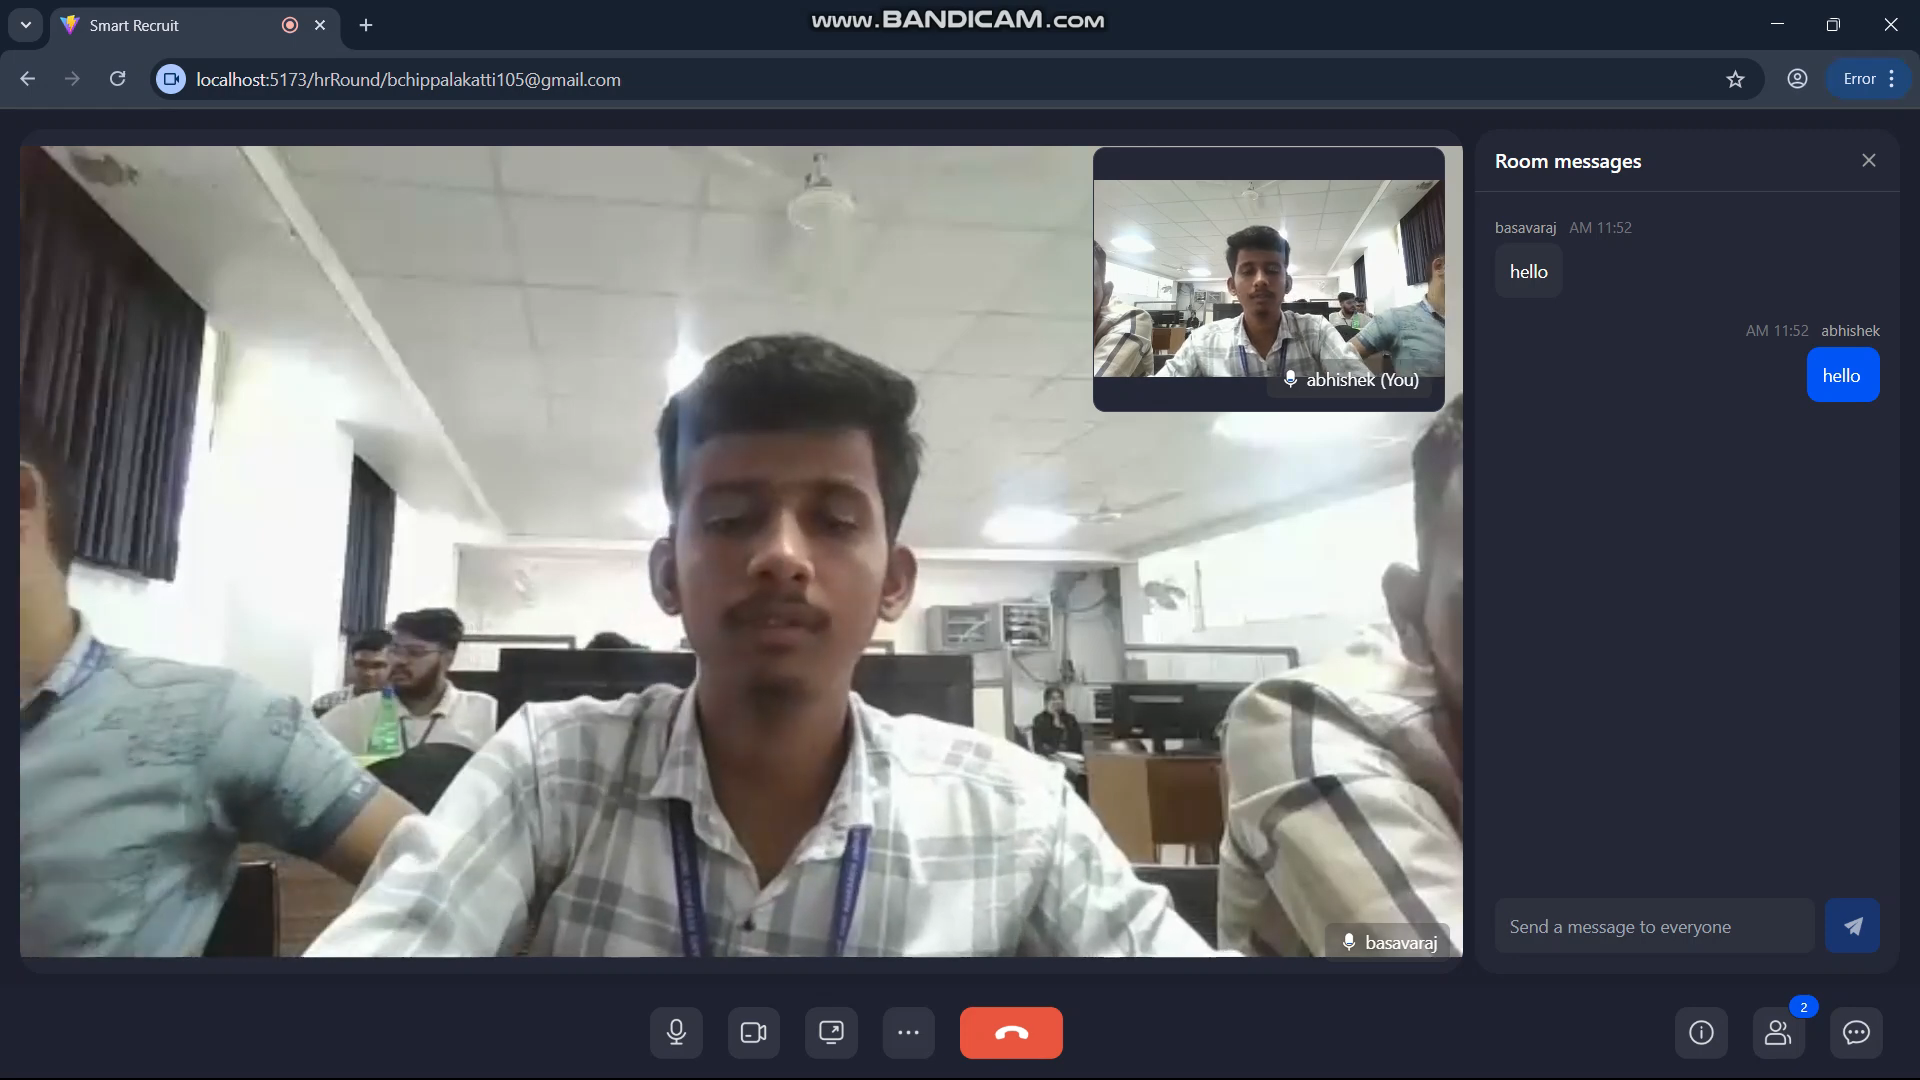 www.BANDICAM.com
Smart Recruit
localhost:5173/hrRound/bchippalakatti105@gmail.com
Error
Room messages
basavaraj AM 11:52
hello
AM 11:52 abhishek
hello
abhishek (You)
basavaraj
Send a message to everyone
2